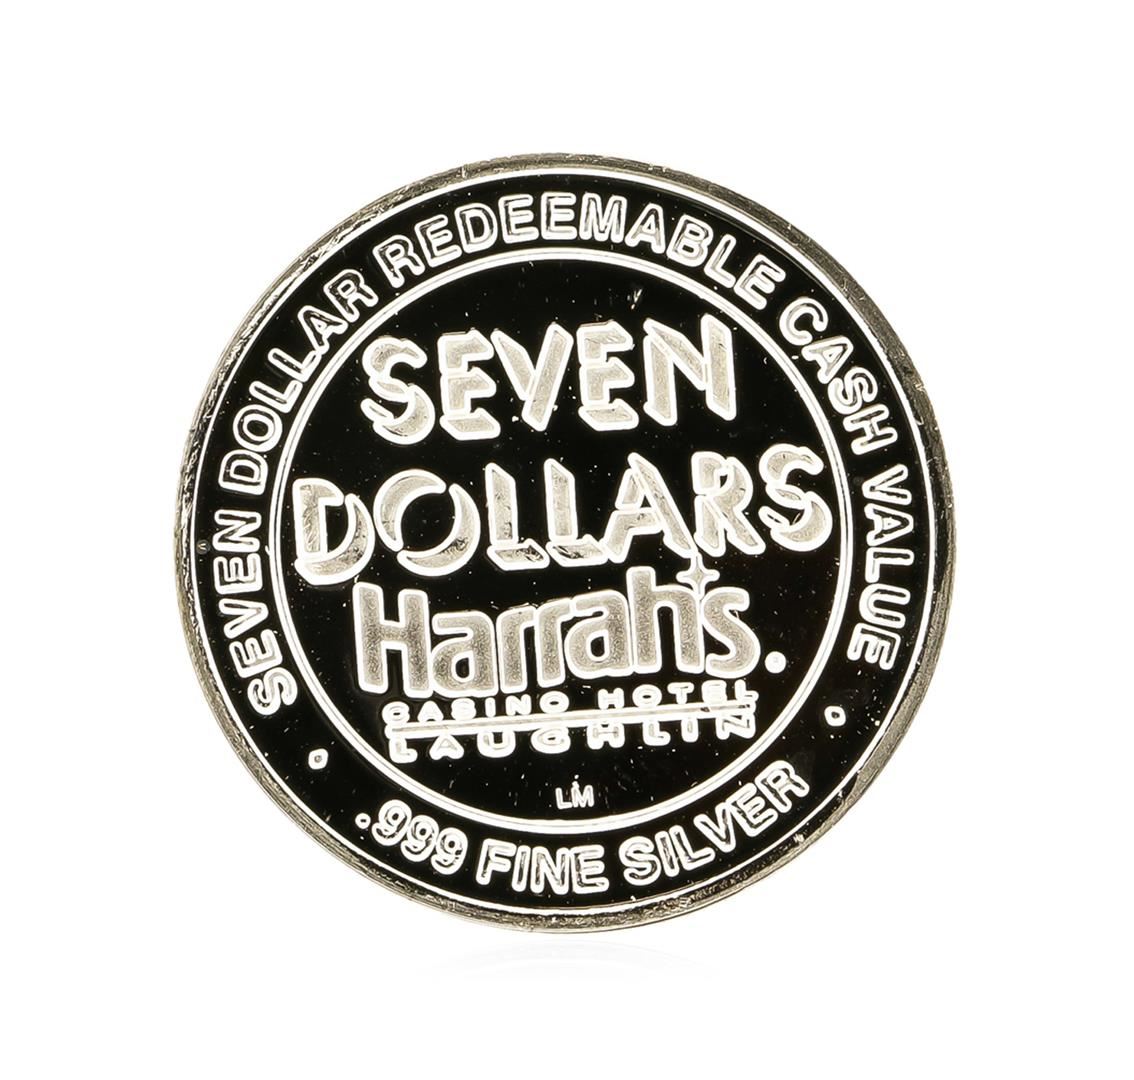 SEVEN DOLLAR REDEEMABLE CASH VALUE
SEVEN
DOLLARS
Harrah's.
CASINO HOTEL
LAUGHLIN
LM
.999 FINE SILVER